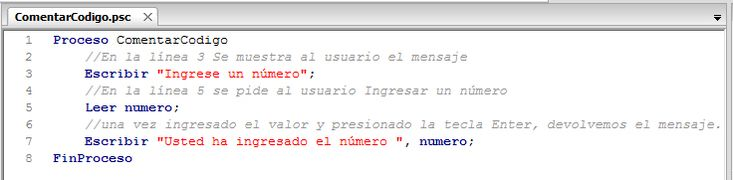 ComentarCodigo.psc
1 Proceso ComentarCodigo
2 //En la linea 3 Se muestra al usuario el mensaje
3 Escribir "Ingrese un número";
4 //En la línea 5 se pide al usuario Ingresar un número
5 Leer numero;
6 //una vez ingresado el valor y presionado la tecla Enter, devolvemos el mensaje.
7 Escribir "Usted ha ingresado el número ", numero;
8 FinProceso